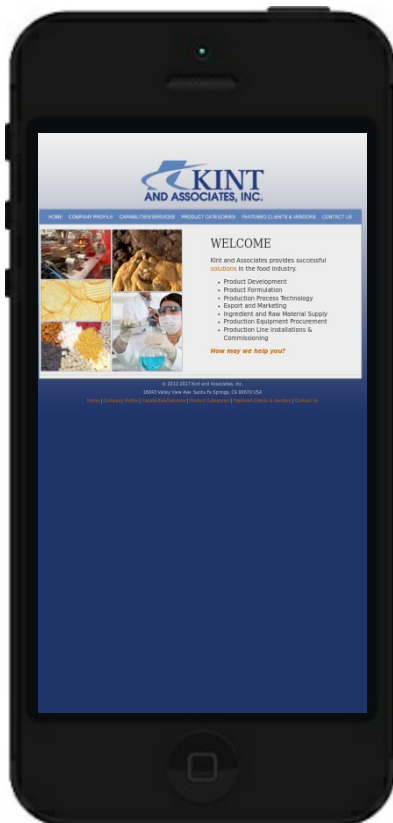 KINT
AND ASSOCIATES, INC.
HOME COMPANY PROFILE CAPABILITIES/SERVICES PRODUCT CATEGORIES FEATURED CLIENTS & VENDORS CONTACT US
WELCOME
Kint and Associates provides successful
solutions in the food industry.
• Product Development
• Product Formulation
• Production Process Technology
• Export and Marketing
• Ingredient and Raw Material Supply
• Production Equipment Procurement
• Production Line Installations &
Commissioning
How may we help you?
© 2012-2017 Kint and Associates, Inc.
16043 Valley View Ave, Santa Fe Springs, CA 90670 USA
Home | Company Profile | Capabilities/Services | Product Categories | Featured Clients & Vendors | Contact Us